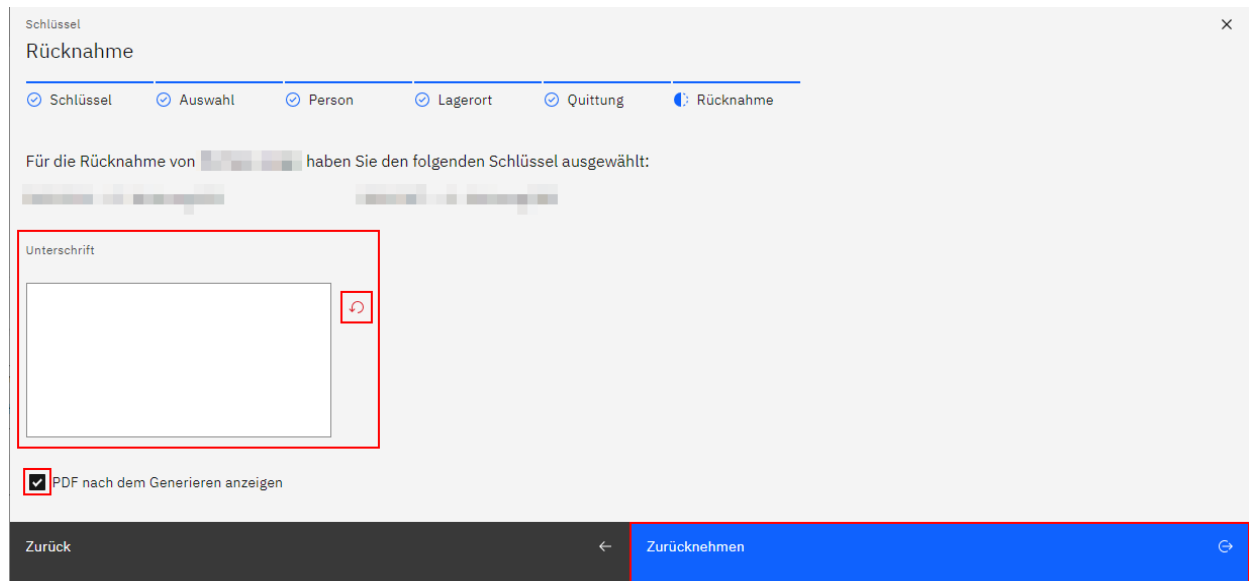 Schlüssel
Rücknahme
Schlüssel Auswahl Person Lagerort Quittung Rücknahme
Für die Rücknahme von haben Sie den folgenden Schlüssel ausgewählt:
Unterschrift
PDF nach dem Generieren anzeigen
Zurück Zurücknehmen